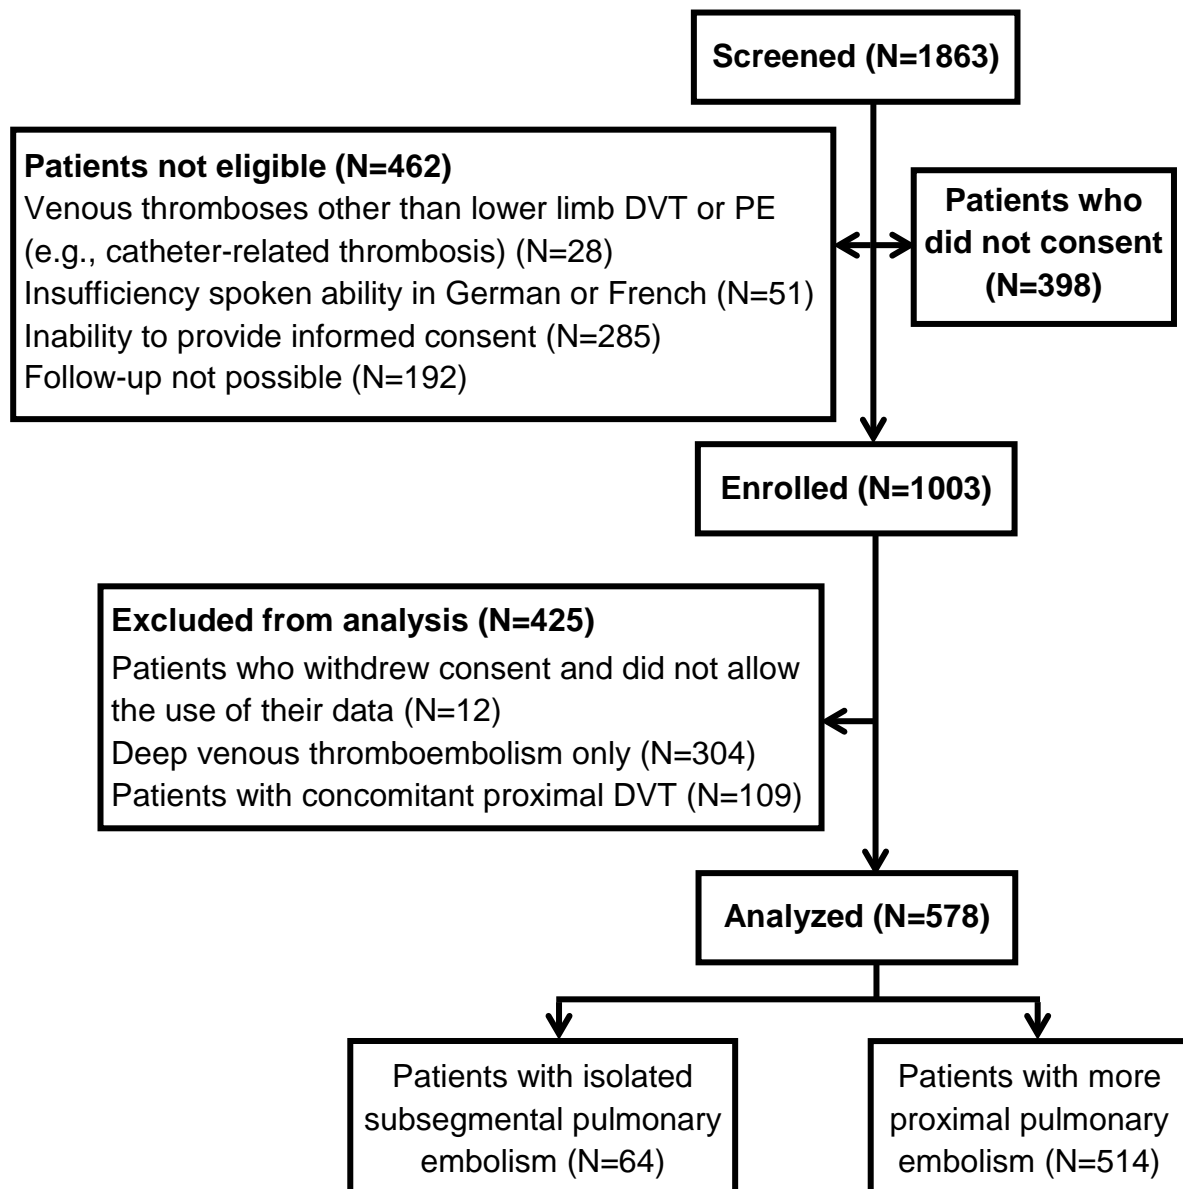 Screened (N=1863)
Patients not eligible (N=462)
Venous thromboses other than lower limb DVT or PE
(e.g., catheter-related thrombosis) (N=28)
Insufficiency spoken ability in German or French (N=51)
Inability to provide informed consent (N=285)
Follow-up not possible (N=192)
Patients who
did not consent
(N=398)
Enrolled (N=1003)
Excluded from analysis (N=425)
Patients who withdrew consent and did not allow
the use of their data (N=12)
Deep venous thromboembolism only (N=304)
Patients with concomitant proximal DVT (N=109)
Analyzed (N=578)
Patients with isolated
subsegmental pulmonary
embolism (N=64)
Patients with more
proximal pulmonary
embolism (N=514)